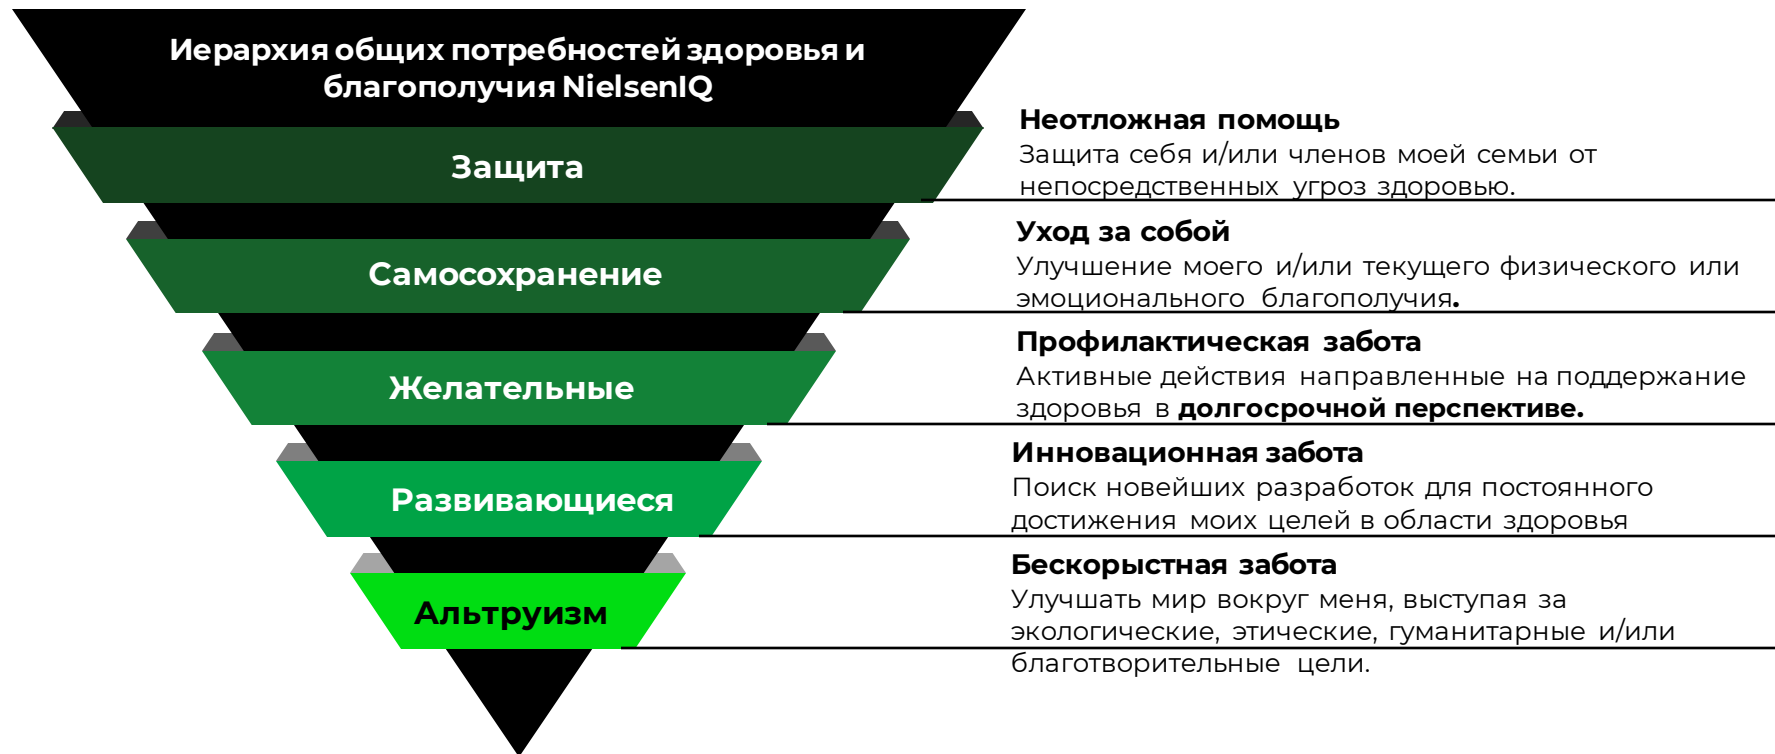 Иерархия общих потребностей здоровья и
благополучия NielsenIQ
Защита
Неотложная помощь
Защита себя и/или членов моей семьи от
непосредственных угроз здоровью.
Самосохранение
Уход за собой
Улучшение моего и/или текущего физического или
эмоционального благополучия.
Желательные
Профилактическая забота
Активные действия направленные на поддержание
здоровья в долгосрочной перспективе.
Развивающиеся
Инновационная забота
Поиск новейших разработок для постоянного
достижения моих целей в области здоровья
Альтруизм
Бескорыстная забота
Улучшать мир вокруг меня, выступая за
экологические, этические, гуманитарные и/или
благотворительные цели.